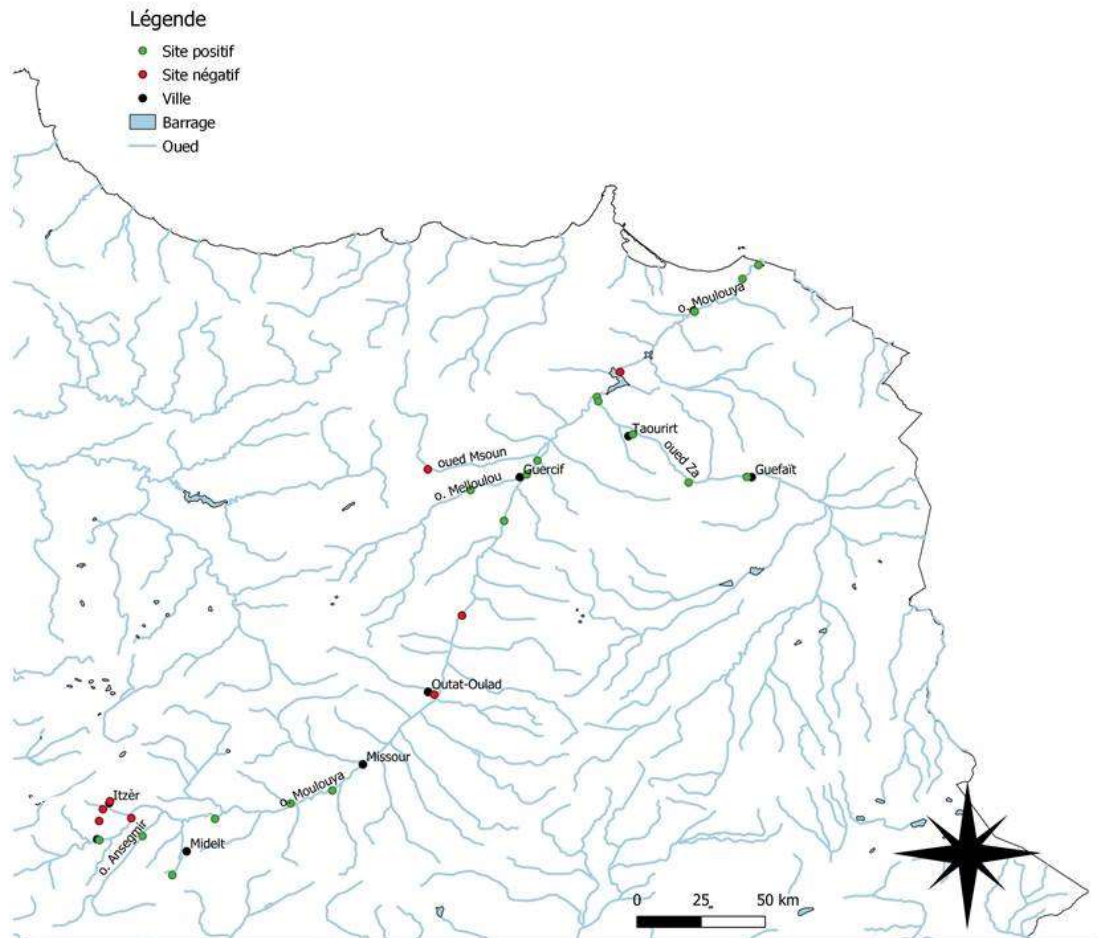 Légende
Site positif
Site négatif
Ville
Barrage
Oued
o. Moulouya
Taourirt
oued Za
oued Msoun
Guercif
Guefaït
o. Melloulou
Outat-Oulad
Missour
o. Moulouya
Itzèr
o. Ansegmir
Midelt
0 25 50 km